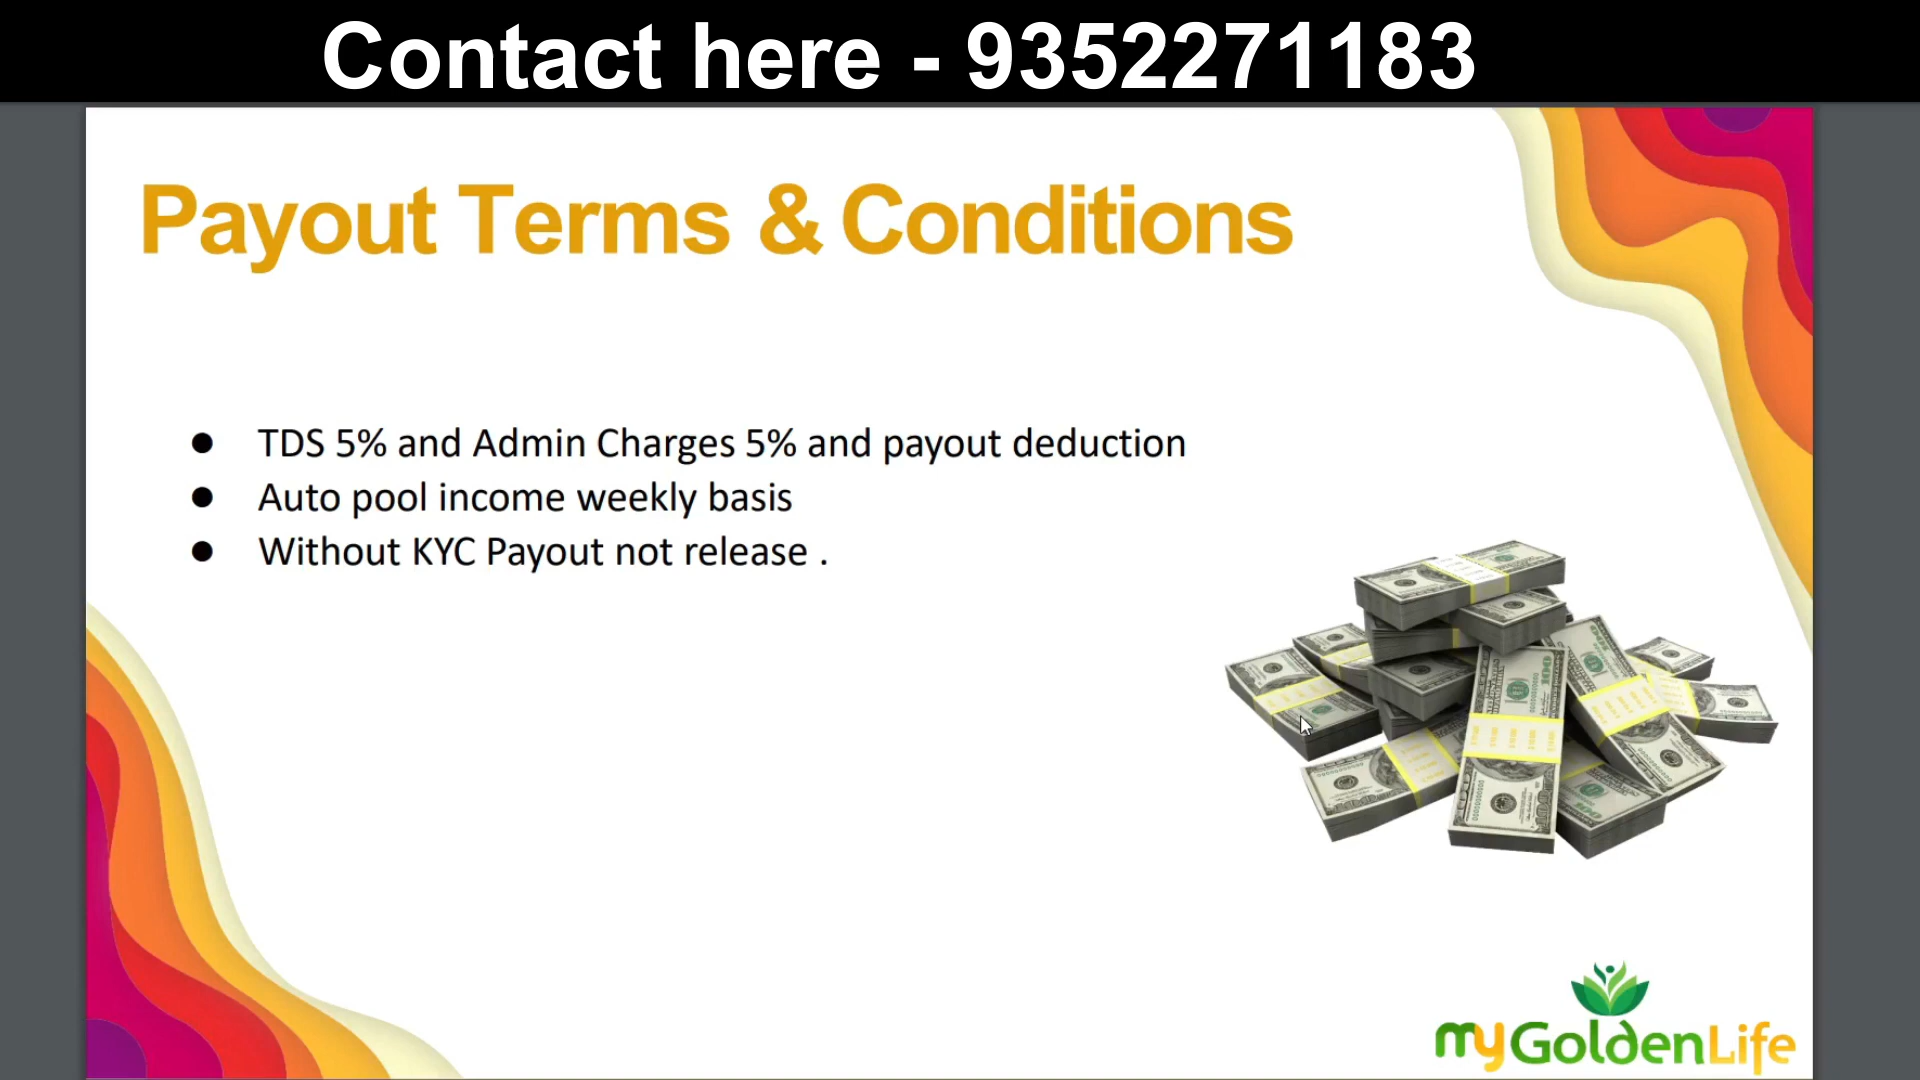 Contact here - 9352271183
Payout Terms & Conditions
● TDS 5% and Admin Charges 5% and payout deduction
● Auto pool income weekly basis
● Without KYC Payout not release .
myGoldenLife